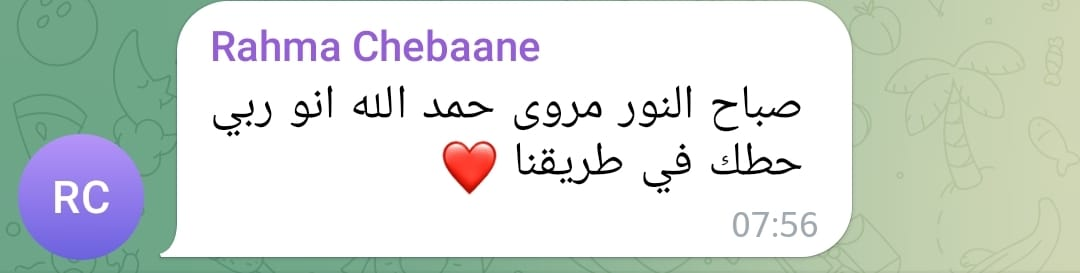 Rahma Chebaane
صباح النور مروى حمد الله انو ربي
حطك في طريقنا ❤️
07:56
RC